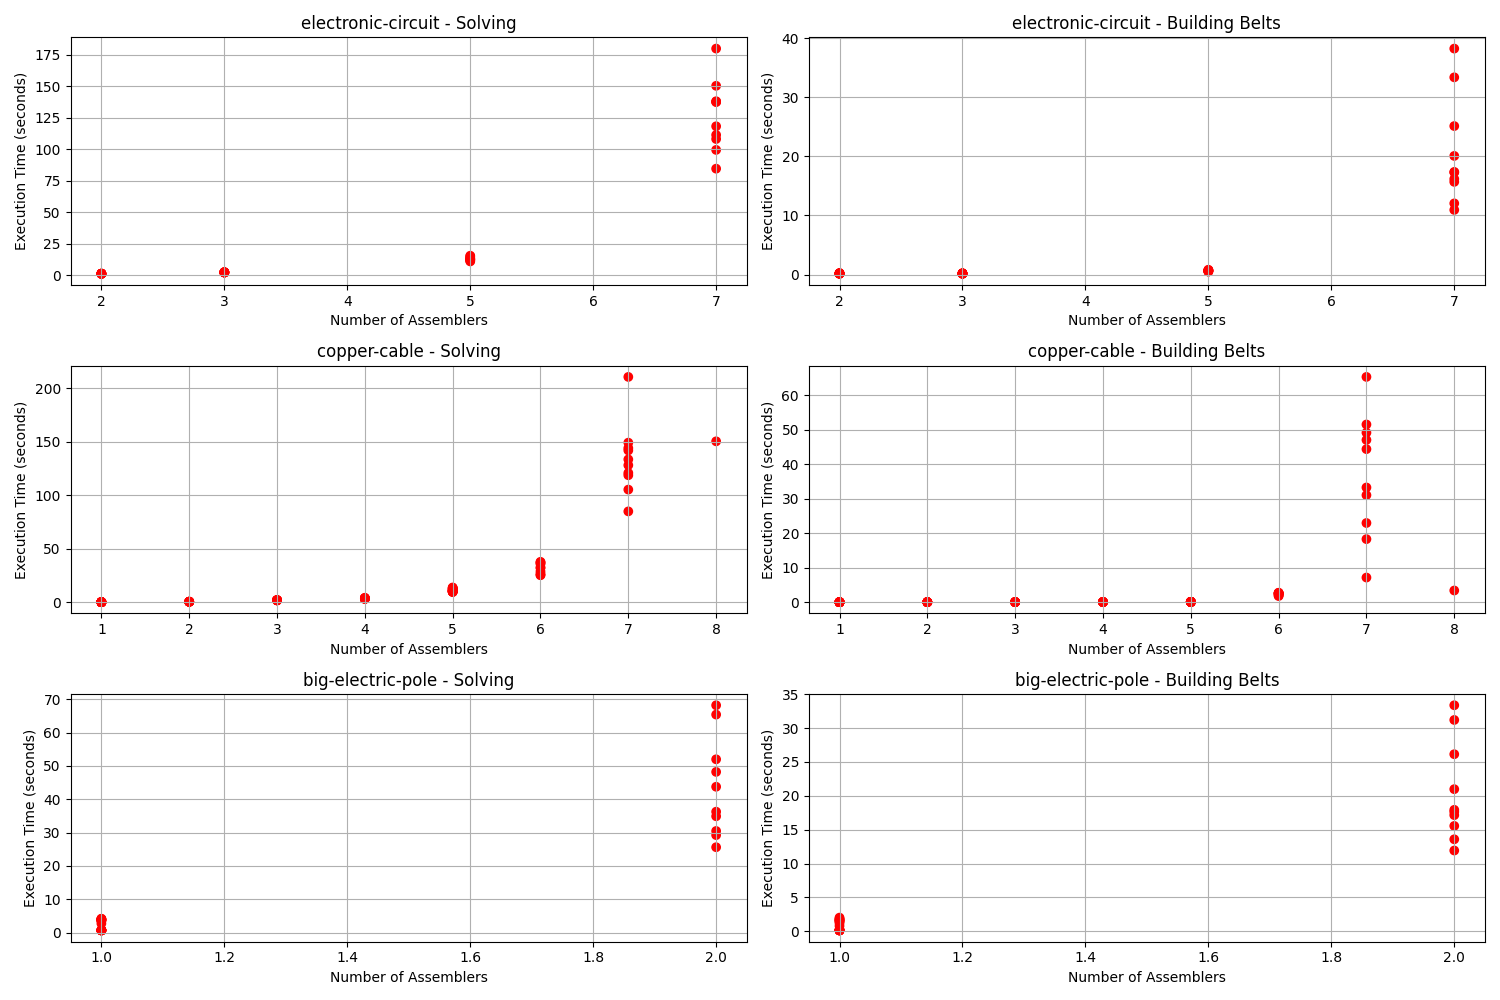 electronic-circuit - Solving
Execution Time (seconds)
175
150
125
100
75
50
25
0
2 3 4 5 6 7
Number of Assemblers
electronic-circuit - Building Belts
Execution Time (seconds)
40
30
20
10
0
2 3 4 5 6 7
Number of Assemblers
copper-cable - Solving
Execution Time (seconds)
200
150
100
50
0
1 2 3 4 5 6 7 8
Number of Assemblers
copper-cable - Building Belts
Execution Time (seconds)
60
50
40
30
20
10
0
1 2 3 4 5 6 7 8
Number of Assemblers
big-electric-pole - Solving
Execution Time (seconds)
70
60
50
40
30
20
10
0
1.0 1.2 1.4 1.6 1.8 2.0
Number of Assemblers
big-electric-pole - Building Belts
Execution Time (seconds)
35
30
25
20
15
10
5
0
1.0 1.2 1.4 1.6 1.8 2.0
Number of Assemblers